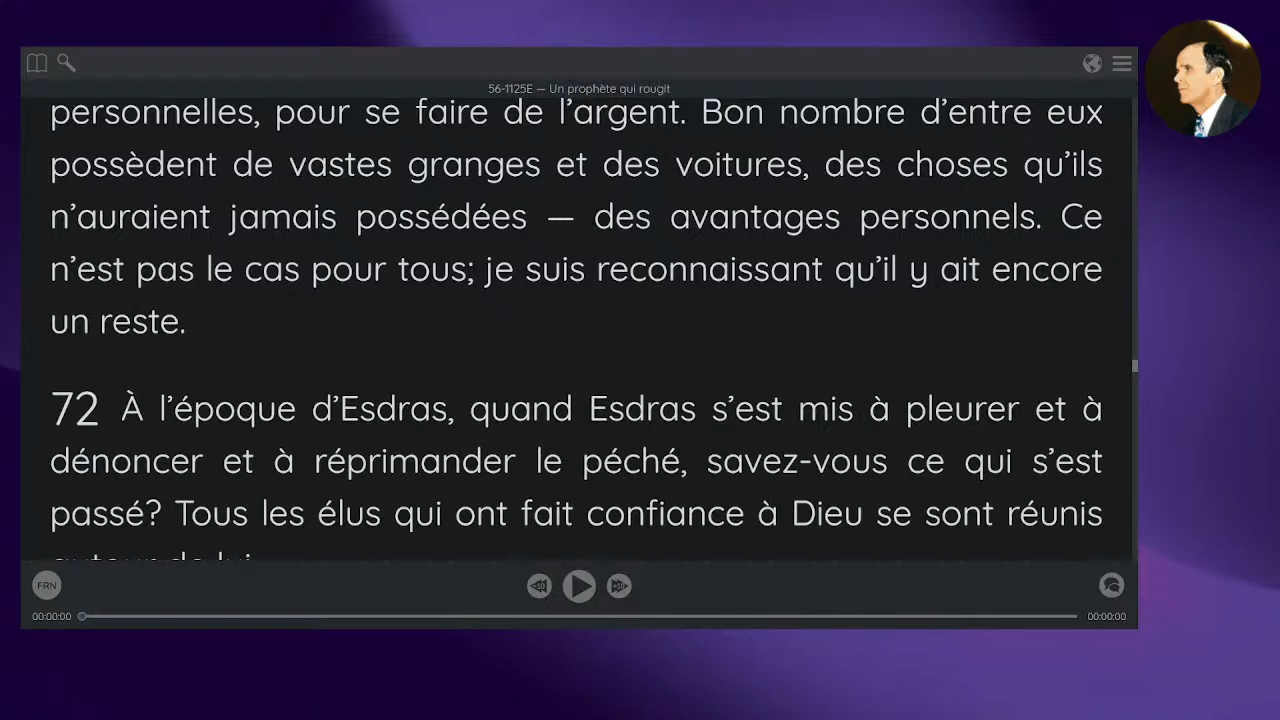 56-1125E — Un prophète qui rougit
personnelles, pour se faire de l'argent. Bon nombre d'entre eux
possèdent de vastes granges et des voitures, des choses qu'ils
n'auraient jamais possédées — des avantages personnels. Ce
n'est pas le cas pour tous; je suis reconnaissant qu'il y ait encore
un reste.
72 À l'époque d'Esdras, quand Esdras s'est mis à pleurer et à
dénoncer et à réprimander le péché, savez-vous ce qui s'est
passé? Tous les élus qui ont fait confiance à Dieu se sont réunis
autour de lui.
FRN
00:00:00
00:00:00